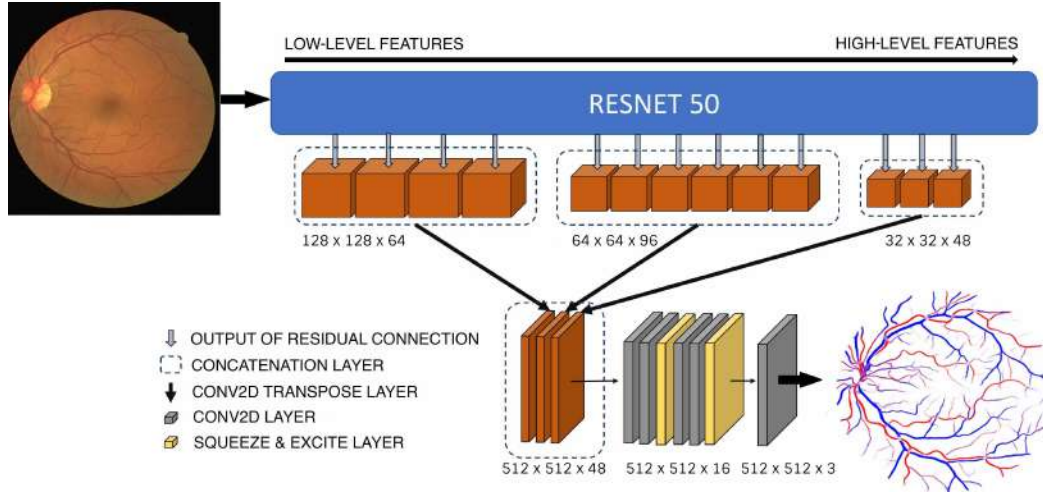 LOW-LEVEL FEATURES
HIGH-LEVEL FEATURES
RESNET 50
128 x 128 x 64
64 x 64 x 96
32 x 32 x 48
OUTPUT OF RESIDUAL CONNECTION
CONCATENATION LAYER
CONV2D TRANSPOSE LAYER
CONV2D LAYER
SQUEEZE & EXCITE LAYER
512 x 512 x 48
512 x 512 x 16
512 x 512 x 3